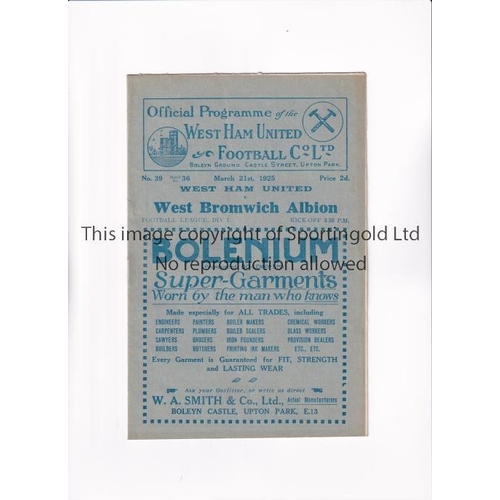 Official Programme of the
WEST HAM UNITED
FOOTBALL CO LTD
BOLEYN GROUND, CASTLE STREET, UPTON PARK.
No. 39 36 March 21st, 1925 Price 2d.
WEST HAM UNITED
West Bromwich Albion
FOOTBALL LEAGUE, DIV 1. KICK-OFF P.M.
This image copyright of Sportingold Ltd
BOLENIUM
No reproduction allowed
Super-Garments
Worn by the man who knows
Made especially for ALL TRADES, including
ENGINEERS PAINTERS BOILER MAKERS CHEMICAL WORKERS
CARPENTERS PLUMBERS BOILER SCALERS GLASS WORKERS
SAWYERS GROCERS IRON FOUNDERS PROVISION DEALERS
BUILDERS BUTCHERS PRINTING INK MAKERS ETC., ETC.
Every Garment is Guaranteed for FIT, STRENGTH
and LASTING WEAR
Ask your Outfitter, or write us direct
W. A. SMITH & Co., Ltd., Actual Manufacturers
BOLEYN CASTLE, UPTON PARK, E.13